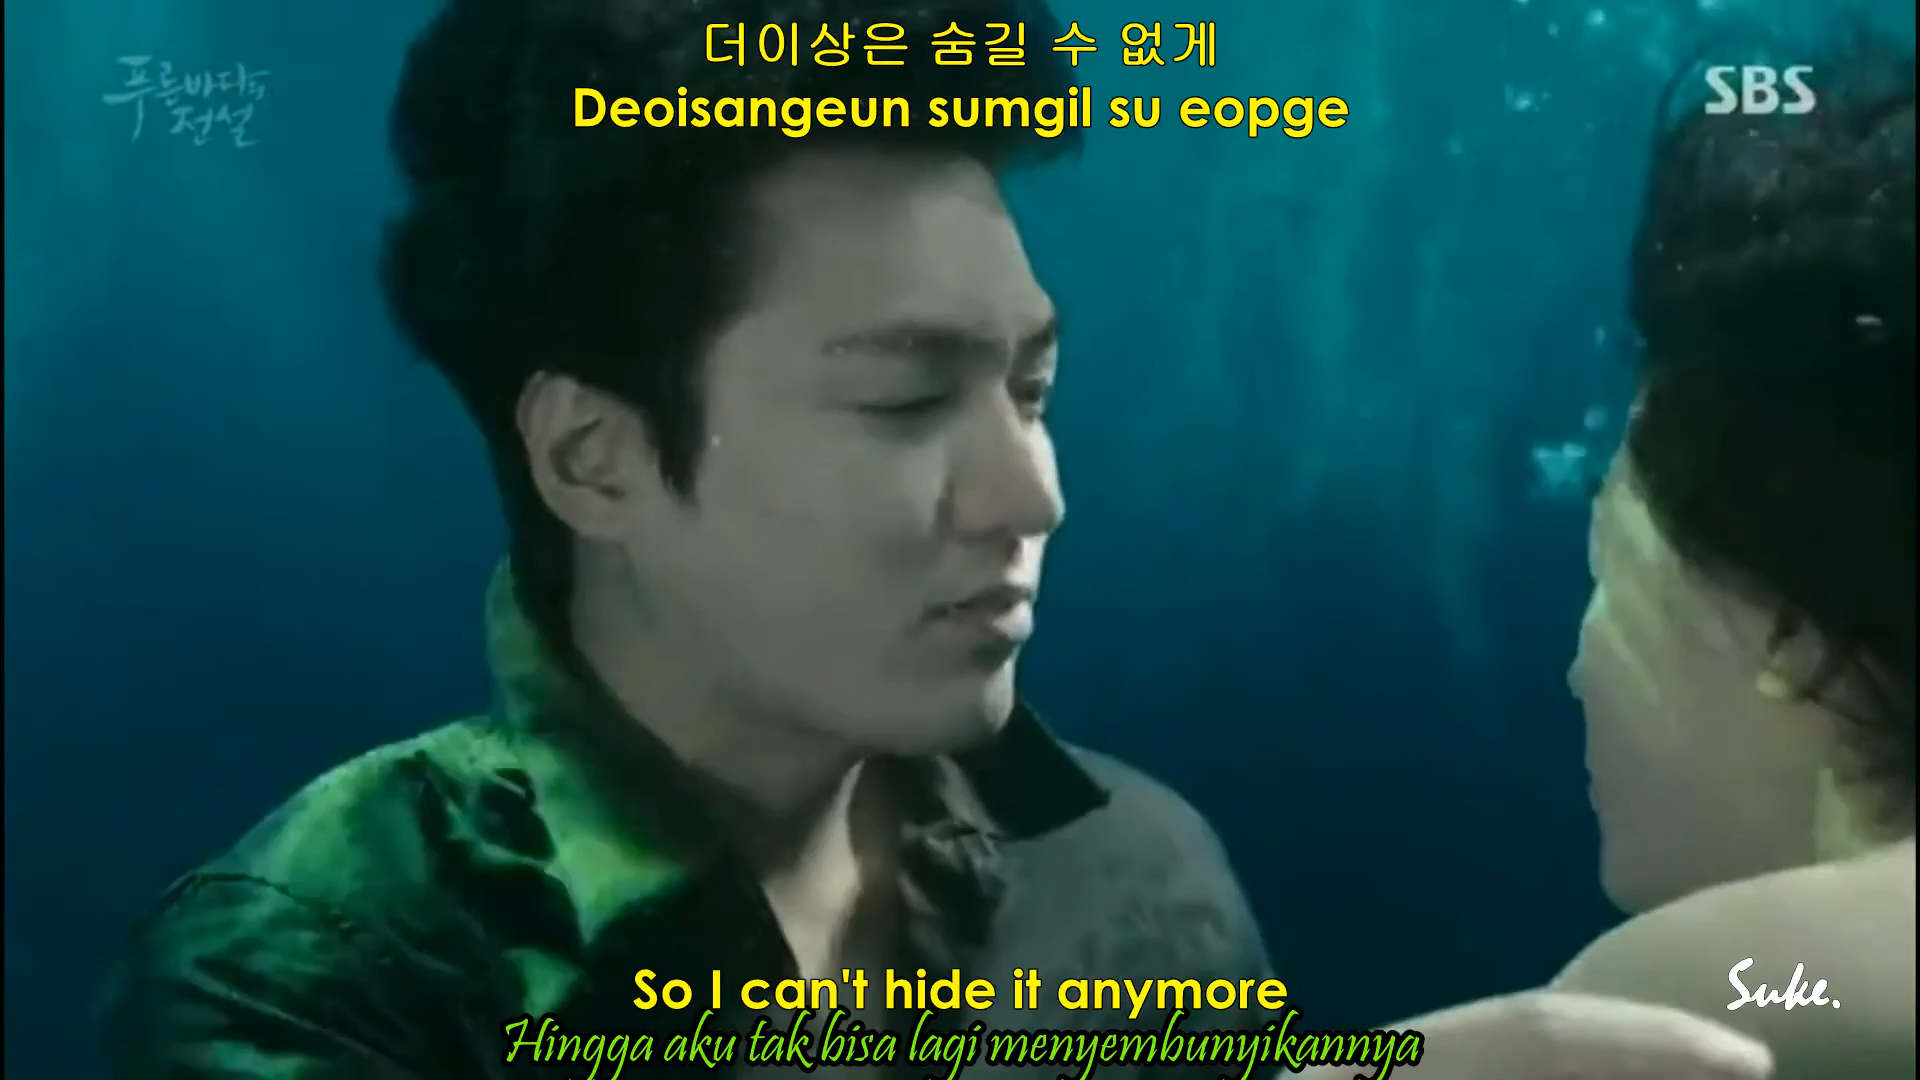 더이상은 숨길 수 없게
Deoisangeun sumgil su eopge
푸른 바다의
전설
SBS
So I can't hide it anymore
Suke.
Hingga aku tak bisa lagi menyembunyikannya